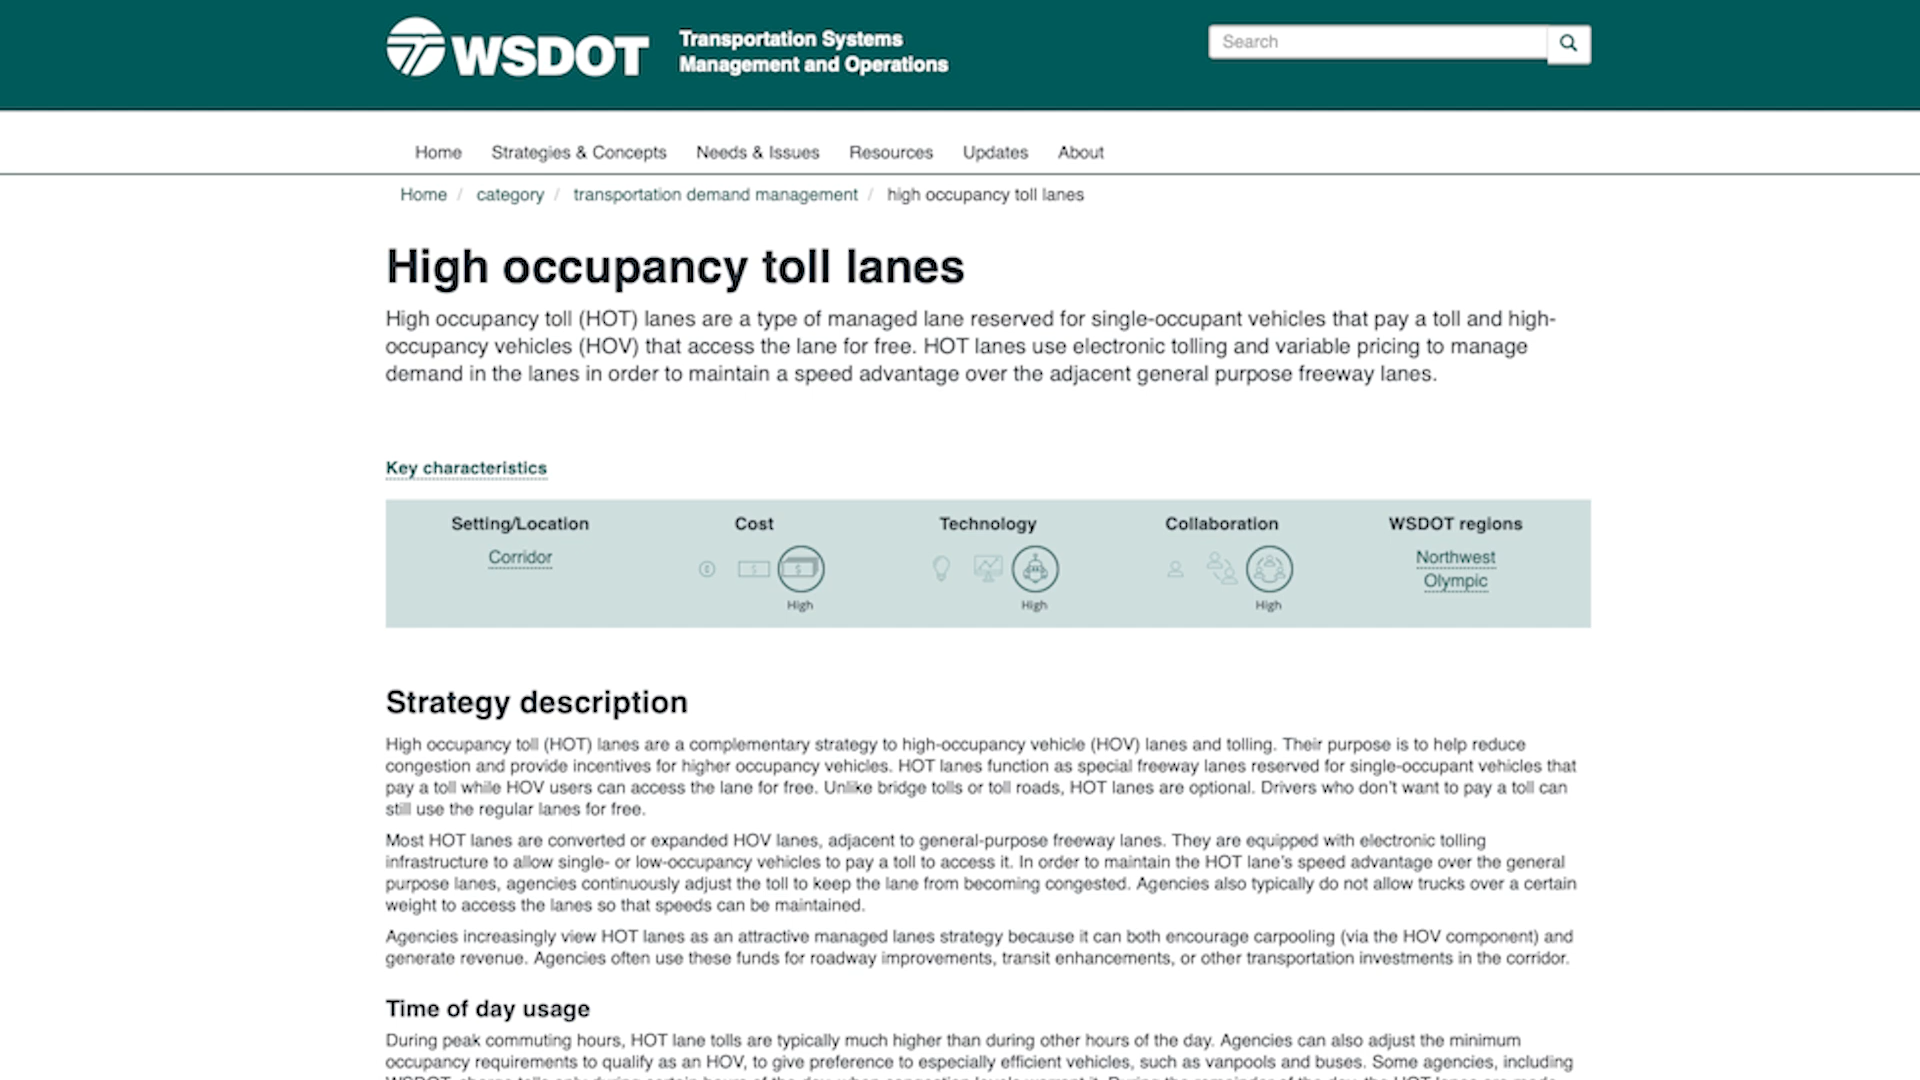 WSDOT
Transportation Systems
Management and Operations
Search
Home Strategies & Concepts Needs & Issues Resources Updates About
Home / category / transportation demand management / high occupancy toll lanes
High occupancy toll lanes
High occupancy toll (HOT) lanes are a type of managed lane reserved for single-occupant vehicles that pay a toll and high-
occupancy vehicles (HOV) that access the lane for free. HOT lanes use electronic tolling and variable pricing to manage
demand in the lanes in order to maintain a speed advantage over the adjacent general purpose freeway lanes.
Key characteristics
Setting/Location Cost Technology Collaboration WSDOT regions
Corridor Northwest
Olympic
High High High
Strategy description
High occupancy toll (HOT) lanes are a complementary strategy to high-occupancy vehicle (HOV) lanes and tolling. Their purpose is to help reduce
congestion and provide incentives for higher occupancy vehicles. HOT lanes function as special freeway lanes reserved for single-occupant vehicles that
pay a toll while HOV users can access the lane for free. Unlike bridge tolls or toll roads, HOT lanes are optional. Drivers who don't want to pay a toll can
still use the regular lanes for free.
Most HOT lanes are converted or expanded HOV lanes, adjacent to general-purpose freeway lanes. They are equipped with electronic tolling
infrastructure to allow single- or low-occupancy vehicles to pay a toll to access it. In order to maintain the HOT lane's speed advantage over the general
purpose lanes, agencies continuously adjust the toll to keep the lane from becoming congested. Agencies also typically do not allow trucks over a certain
weight to access the lanes so that speeds can be maintained.
Agencies increasingly view HOT lanes as an attractive managed lanes strategy because it can both encourage carpooling (via the HOV component) and
generate revenue. Agencies often use these funds for roadway improvements, transit enhancements, or other transportation investments in the corridor.
Time of day usage
During peak commuting hours, HOT lane tolls are typically much higher than during other hours of the day. Agencies can also adjust the minimum
occupancy requirements to qualify as an HOV, to give preference to especially efficient vehicles, such as vanpools and buses. Some agencies, including